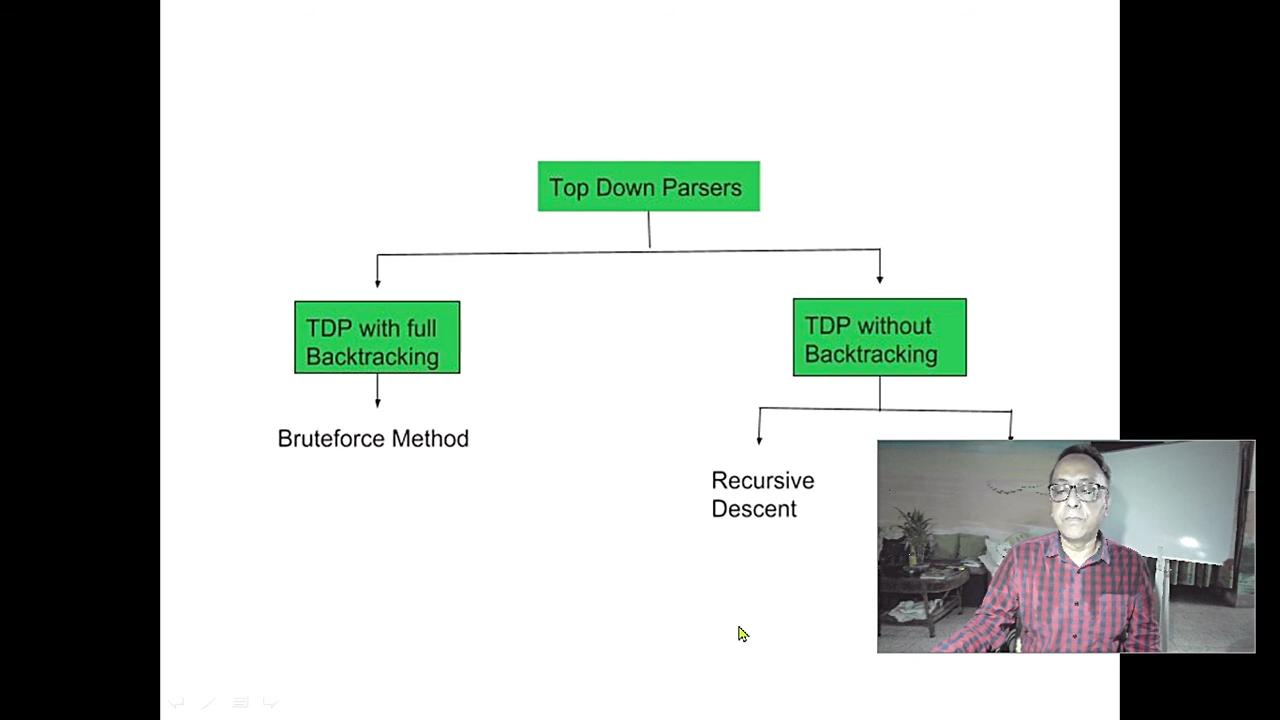 Top Down Parsers
TDP with full
Backtracking
TDP without
Backtracking
Bruteforce Method
Recursive
Descent